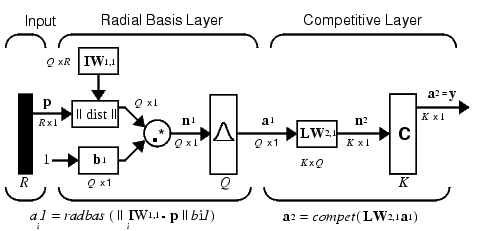 Input Radial Basis Layer Competitive Layer
Q x R IW1,1
p R x 1 || dist || Q x 1 .* n1 Q x 1 a1 Q x 1 LW2,1 K x Q n2 K x 1 C a2 = y K x 1
1 b1 Q x 1
R Q K
ai1 = radbas ( || iIW1,1 - p || bi1)
a2 = compet( LW2,1 a1)